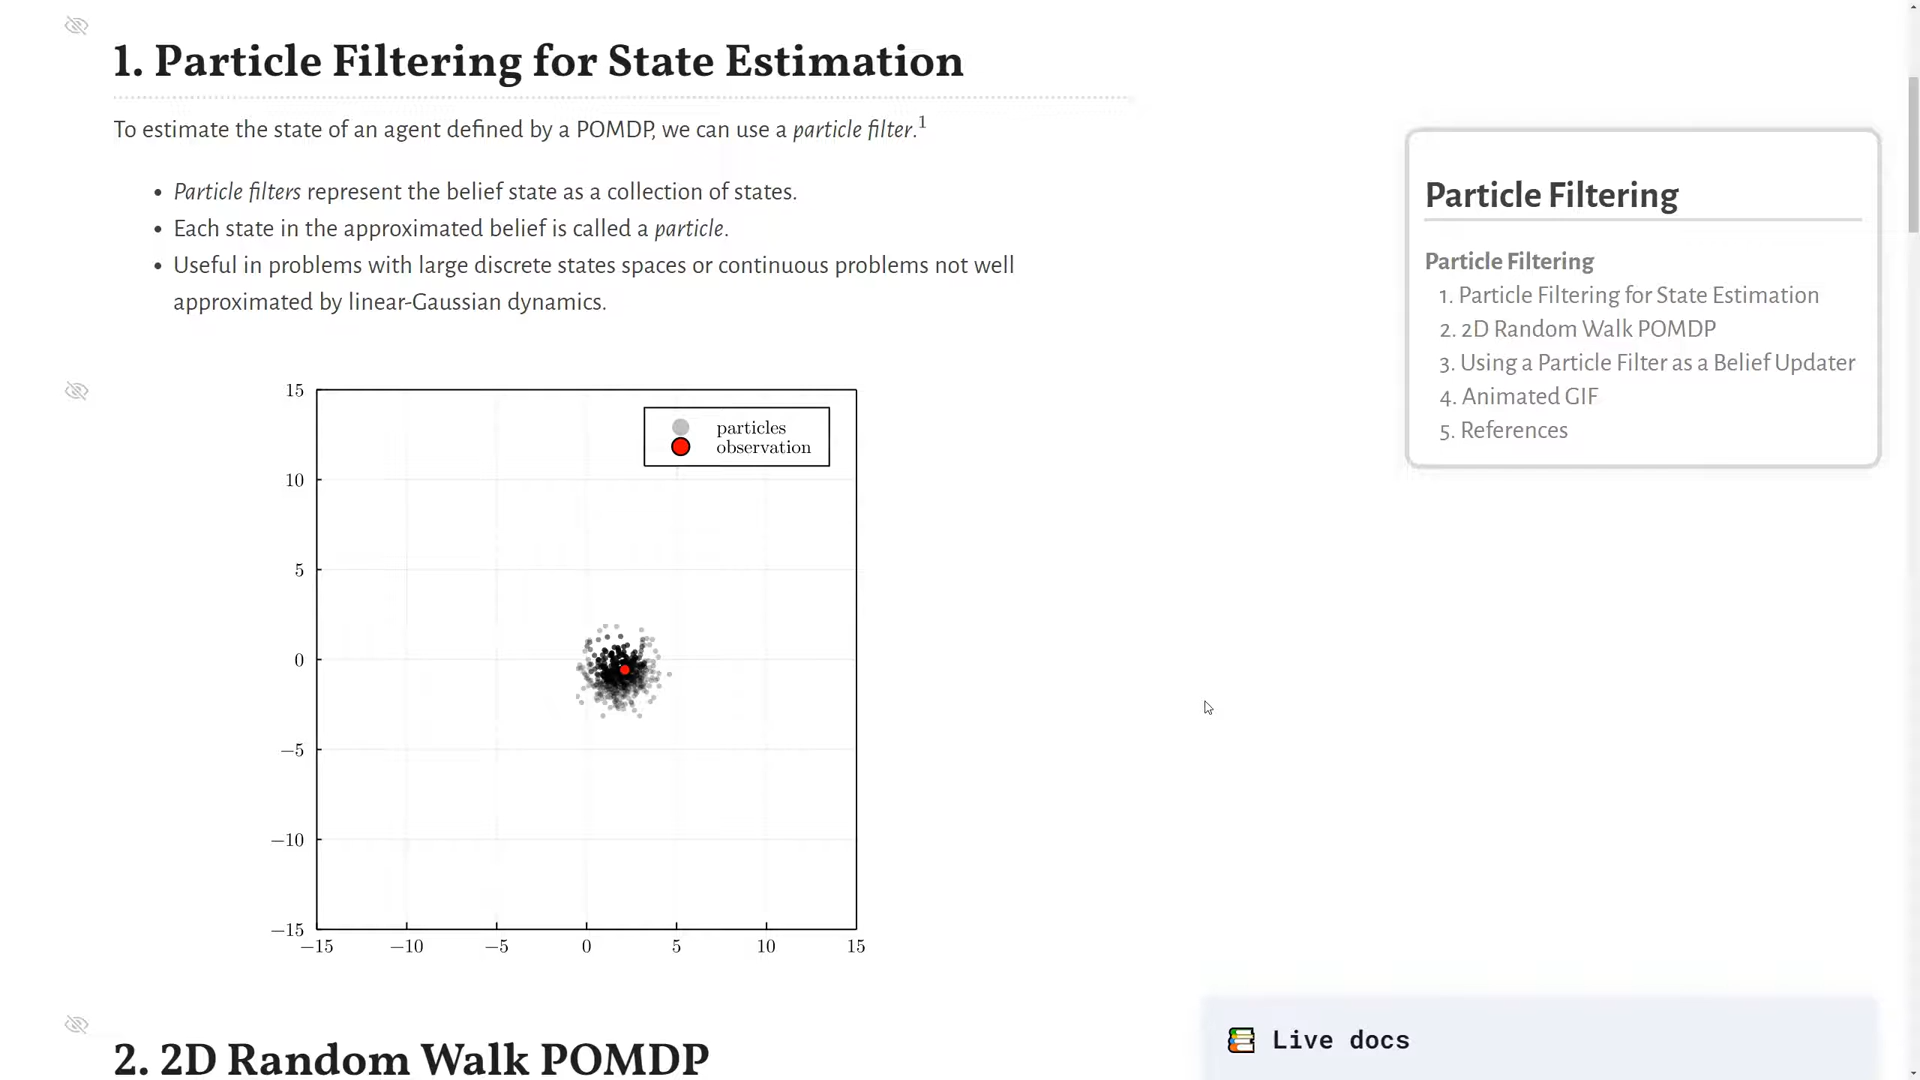 1. Particle Filtering for State Estimation
To estimate the state of an agent defined by a POMDP, we can use a particle filter.1
• Particle filters represent the belief state as a collection of states.
• Each state in the approximated belief is called a particle.
• Useful in problems with large discrete states spaces or continuous problems not well
approximated by linear-Gaussian dynamics.
15
10
5
0
−5
−10
−15
−15 −10 −5 0 5 10 15
particles
observation
2. 2D Random Walk POMDP
Particle Filtering
Particle Filtering
1. Particle Filtering for State Estimation
2. 2D Random Walk POMDP
3. Using a Particle Filter as a Belief Updater
4. Animated GIF
5. References
Live docs